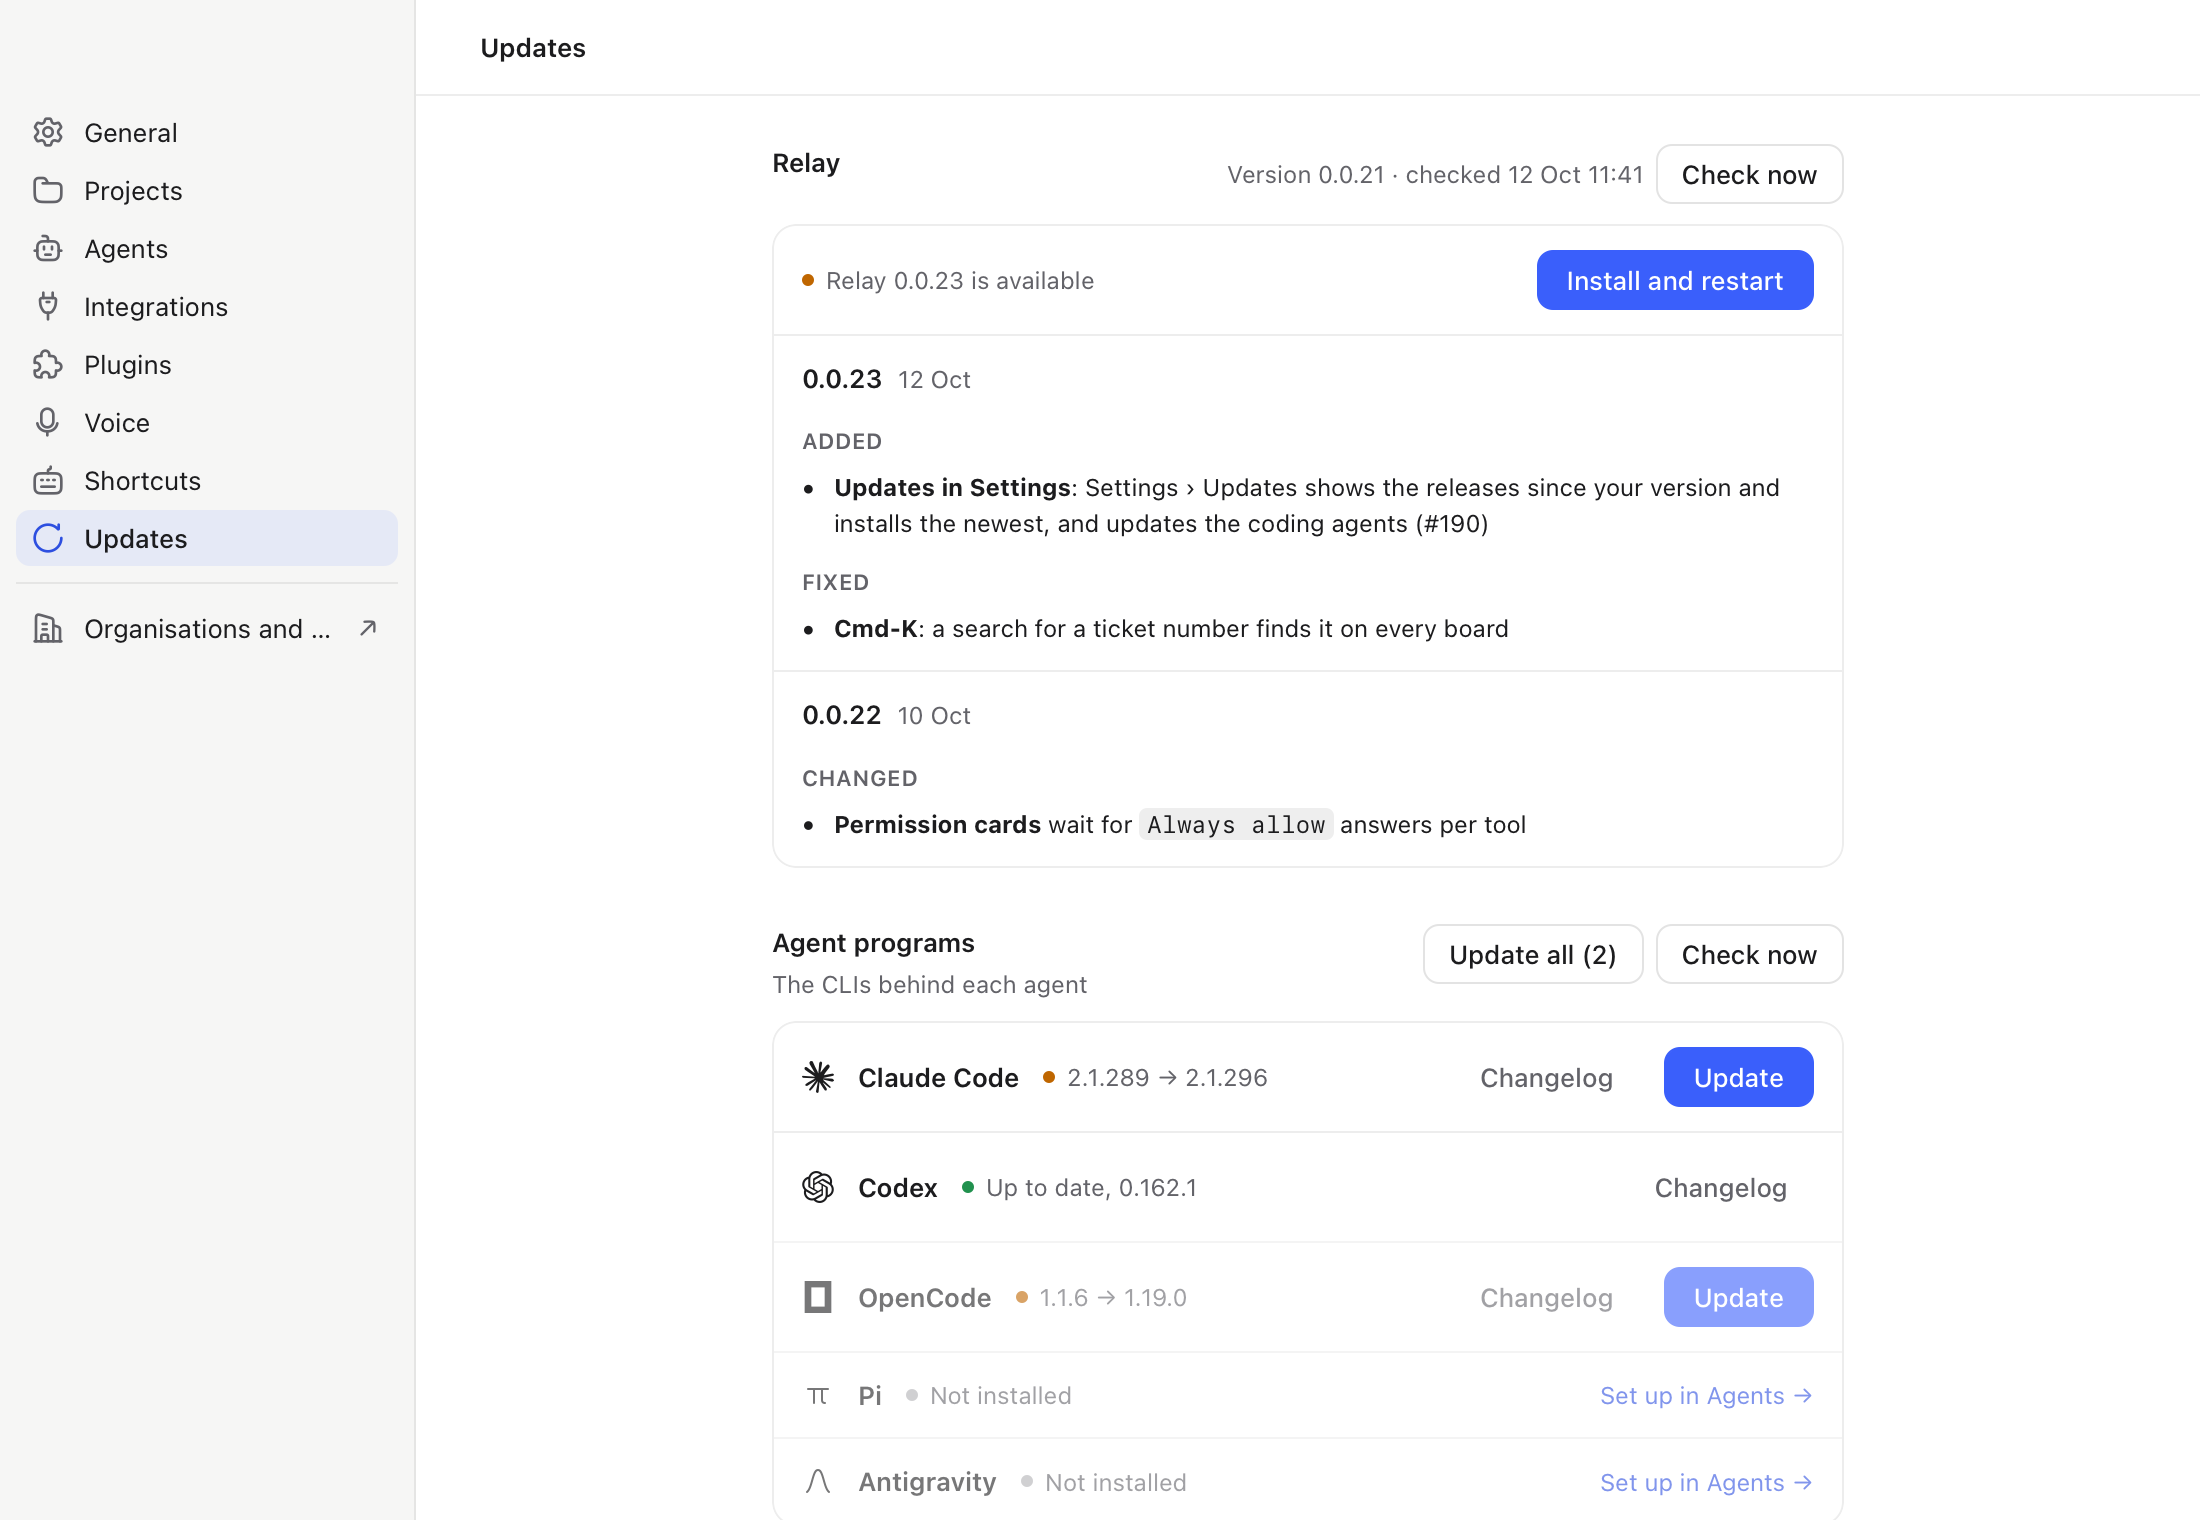 Updates
General
Projects
Agents
Integrations
Plugins
Voice
Shortcuts
Updates
Organisations and ...
Relay
Version 0.0.21 · checked 12 Oct 11:41
Check now
Relay 0.0.23 is available
Install and restart
0.0.23 12 Oct
ADDED
• Updates in Settings: Settings › Updates shows the releases since your version and
installs the newest, and updates the coding agents (#190)
FIXED
• Cmd-K: a search for a ticket number finds it on every board
0.0.22 10 Oct
CHANGED
• Permission cards wait for Always allow answers per tool
Agent programs
The CLIs behind each agent
Update all (2)
Check now
Claude Code 2.1.289 → 2.1.296 Changelog Update
Codex Up to date, 0.162.1 Changelog
OpenCode 1.1.6 → 1.19.0 Changelog Update
Pi Not installed Set up in Agents →
Antigravity Not installed Set up in Agents →